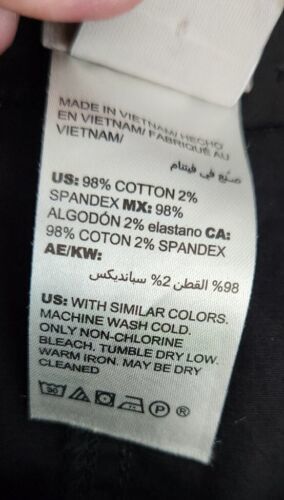 MADE IN VIETNAM/ HECHO
EN VIETNAM/ FABRIQUÉ AU
VIETNAM/
صنع في فيتنام
US: 98% COTTON 2%
SPANDEX MX: 98%
ALGODÓN 2% elastano CA:
98% COTON 2% SPANDEX
AE/KW:
98% القطن 2% سبانديكس
US: WITH SIMILAR COLORS.
MACHINE WASH COLD.
ONLY NON-CHLORINE
BLEACH. TUMBLE DRY LOW.
WARM IRON. MAY BE DRY
CLEANED
P ®